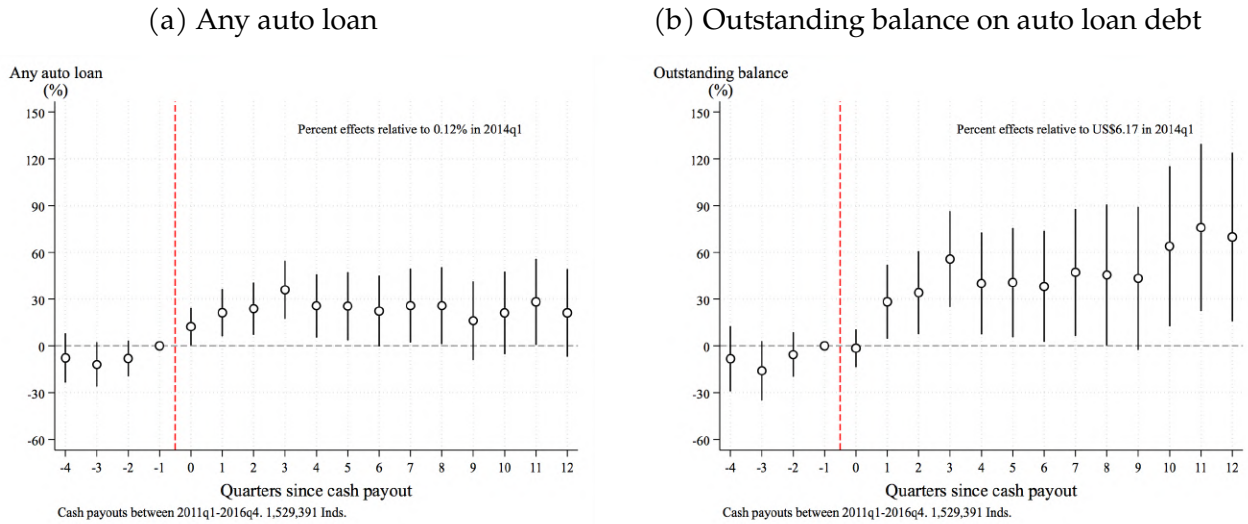 (a) Any auto loan
Any auto loan
(%)
150
120
90
60
30
0
-30
-60
Percent effects relative to 0.12% in 2014q1
-4 -3 -2 -1 0 1 2 3 4 5 6 7 8 9 10 11 12
Quarters since cash payout
Cash payouts between 2011q1-2016q4. 1,529,391 Inds.
(b) Outstanding balance on auto loan debt
Outstanding balance
(%)
150
120
90
60
30
0
-30
-60
Percent effects relative to US$6.17 in 2014q1
-4 -3 -2 -1 0 1 2 3 4 5 6 7 8 9 10 11 12
Quarters since cash payout
Cash payouts between 2011q1-2016q4. 1,529,391 Inds.